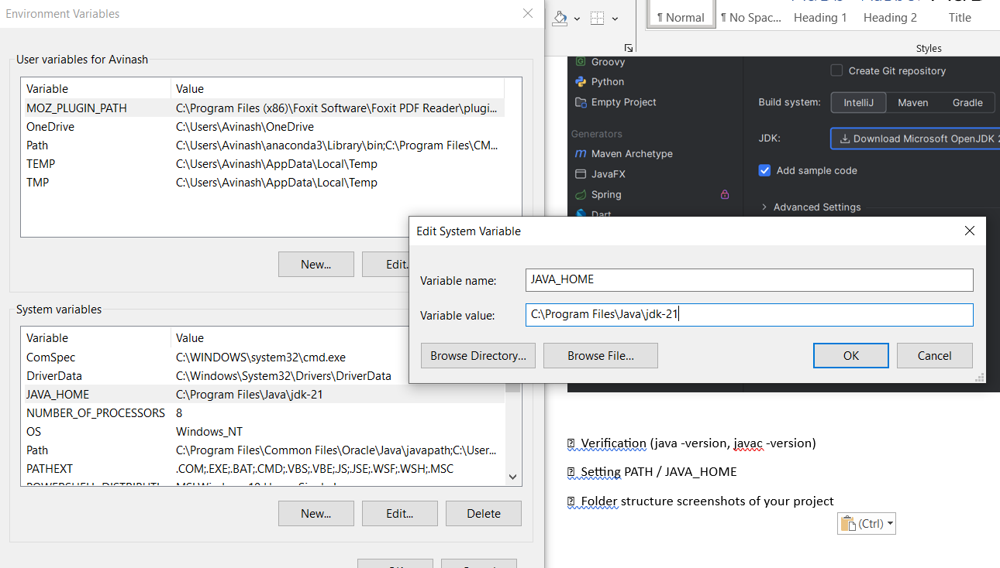 Environment Variables
User variables for Avinash
Variable Value
MOZ_PLUGIN_PATH C:\Program Files (x86)\Foxit Software\Foxit PDF Reader\plugi...
OneDrive C:\Users\Avinash\OneDrive
Path C:\Users\Avinash\anaconda3\Library\bin;C:\Program Files\CM...
TEMP C:\Users\Avinash\AppData\Local\Temp
TMP C:\Users\Avinash\AppData\Local\Temp
New... Edit.
System variables
Variable Value
ComSpec C:\WINDOWS\system32\cmd.exe
DriverData C:\Windows\System32\Drivers\DriverData
JAVA_HOME C:\Program Files\Java\jdk-21
NUMBER_OF_PROCESSORS 8
OS Windows_NT
Path C:\Program Files\Common Files\Oracle\Java\javapath;C:\User...
PATHEXT .COM;.EXE;.BAT;.CMD;.VBS;.VBE;.JS;.JSE;.WSF;.WSH;.MSC
New... Edit... Delete
¶ Normal ¶ No Spac... Heading 1 Heading 2 Title
Styles
Groovy
Python
Empty Project
Generators
Maven Archetype
JavaFX
Spring
Dart
Create Git repository
Build system: IntelliJ Maven Gradle
JDK: Download Microsoft OpenJDK 2
Add sample code
Advanced Settings
Edit System Variable
Variable name: JAVA_HOME
Variable value: C:\Program Files\Java\jdk-21
Browse Directory... Browse File... OK Cancel
Verification (java -version, javac -version)
Setting PATH / JAVA_HOME
Folder structure screenshots of your project
(Ctrl)